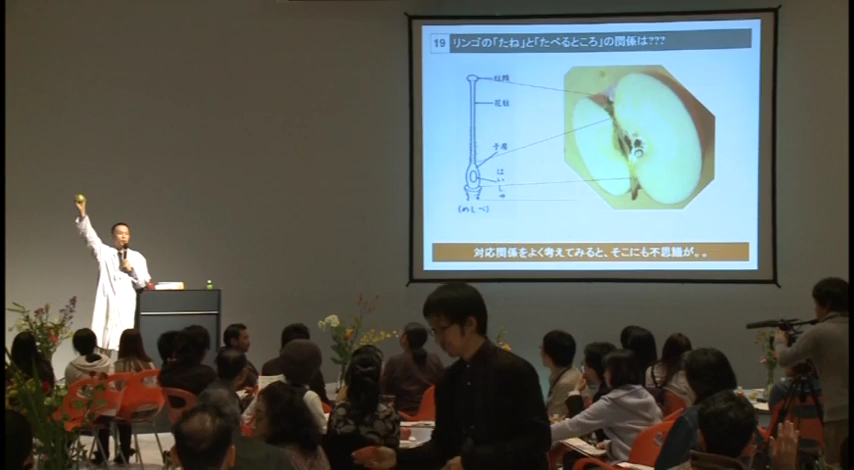 19 リンゴの「たね」と「たべるところ」の関係は???
柱頭
花柱
子房
はいしゅ
(めしべ)
対応関係をよく考えてみると、そこにも不思議が。。